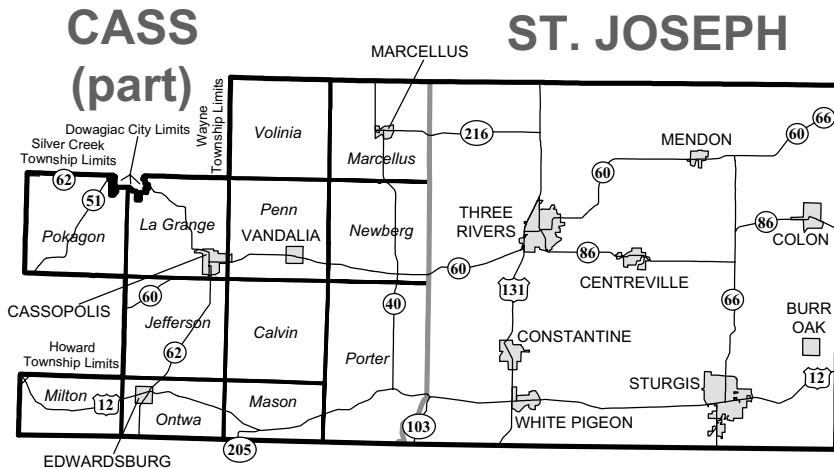 CASS
(part)
ST. JOSEPH
MARCELLUS
Dowagiac City Limits
Silver Creek
Township Limits
Wayne
Township Limits
Volinia
Marcellus
216
66
60
MENDON
62
51
Pokagon
La Grange
Penn
VANDALIA
Newberg
THREE
RIVERS
60
86
86
COLON
CENTREVILLE
60
CASSOPOLIS
60
Jefferson
62
Calvin
40
Porter
131
CONSTANTINE
66
BURR
OAK
Howard
Township Limits
Milton
12
Ontwa
Mason
STURGIS
12
WHITE PIGEON
103
205
EDWARDSBURG